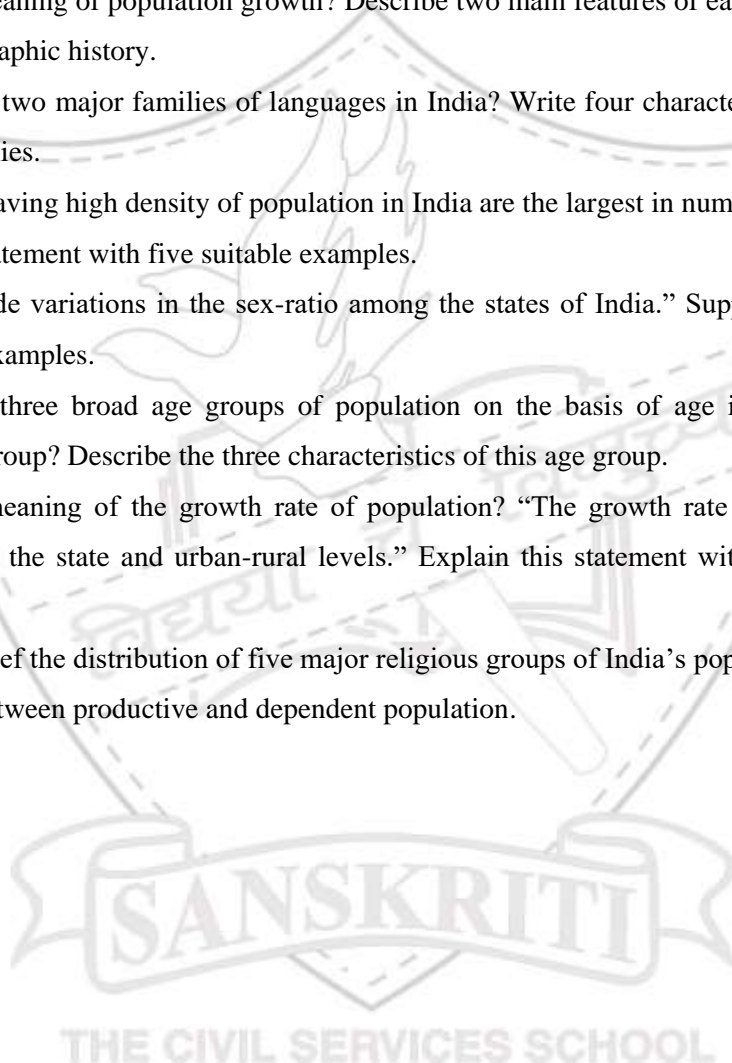 eaning of population growth? Describe two main features of ea
aphic history.
two major families of languages in India? Write four characte
ies.
aving high density of population in India are the largest in num
atement with five suitable examples.
de variations in the sex-ratio among the states of India.” Supp
xamples.
three broad age groups of population on the basis of age i
roup? Describe the three characteristics of this age group.
neaning of the growth rate of population? “The growth rate
the state and urban-rural levels.” Explain this statement wit
ef the distribution of five major religious groups of India’s pop
tween productive and dependent population.
SANSKRITI
THE CIVIL SERVICES SCHOOL